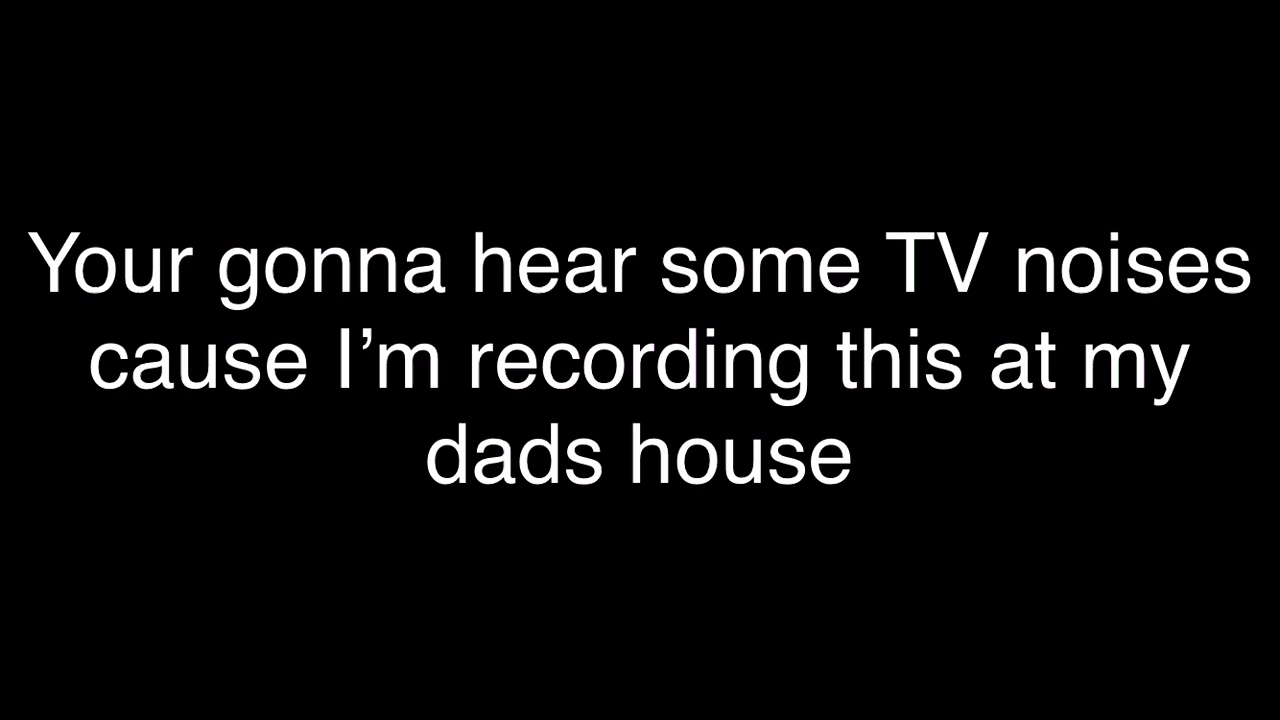 Your gonna hear some TV noises
cause I’m recording this at my
dads house